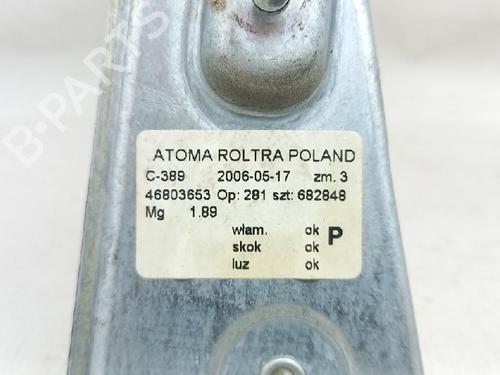 B-PARTS
ATOMA ROLTRA POLAND
C-389 2006-05-17 zm. 3
46803653 Op: 281 szt: 682848
Mg 1.89
włam. ok P
skok ok
luz ok